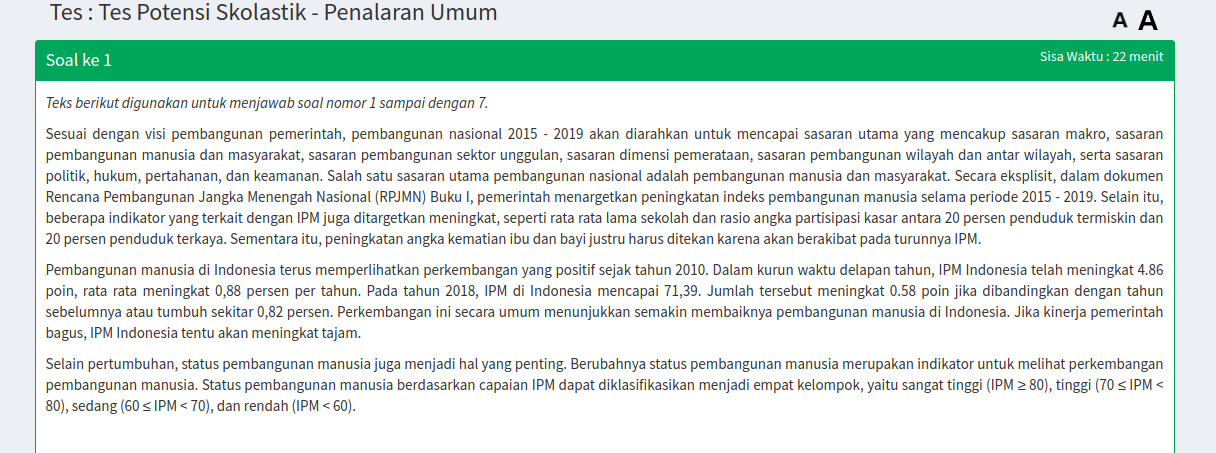 Tes : Tes Potensi Skolastik - Penalaran Umum
A A
Soal ke 1
Sisa Waktu : 22 menit
Teks berikut digunakan untuk menjawab soal nomor 1 sampai dengan 7.
Sesuai dengan visi pembangunan pemerintah, pembangunan nasional 2015 - 2019 akan diarahkan untuk mencapai sasaran utama yang mencakup sasaran makro, sasaran
pembangunan manusia dan masyarakat, sasaran pembangunan sektor unggulan, sasaran dimensi pemerataan, sasaran pembangunan wilayah dan antar wilayah, serta sasaran
politik, hukum, pertahanan, dan keamanan. Salah satu sasaran utama pembangunan nasional adalah pembangunan manusia dan masyarakat. Secara eksplisit, dalam dokumen
Rencana Pembangunan Jangka Menengah Nasional (RPJMN) Buku I, pemerintah menargetkan peningkatan indeks pembangunan manusia selama periode 2015 - 2019. Selain itu,
beberapa indikator yang terkait dengan IPM juga ditargetkan meningkat, seperti rata rata lama sekolah dan rasio angka partisipasi kasar antara 20 persen penduduk termiskin dan
20 persen penduduk terkaya. Sementara itu, peningkatan angka kematian ibu dan bayi justru harus ditekan karena akan berakibat pada turunnya IPM.
Pembangunan manusia di Indonesia terus memperlihatkan perkembangan yang positif sejak tahun 2010. Dalam kurun waktu delapan tahun, IPM Indonesia telah meningkat 4.86
poin, rata rata meningkat 0,88 persen per tahun. Pada tahun 2018, IPM di Indonesia mencapai 71,39. Jumlah tersebut meningkat 0.58 poin jika dibandingkan dengan tahun
sebelumnya atau tumbuh sekitar 0,82 persen. Perkembangan ini secara umum menunjukkan semakin membaiknya pembangunan manusia di Indonesia. Jika kinerja pemerintah
bagus, IPM Indonesia tentu akan meningkat tajam.
Selain pertumbuhan, status pembangunan manusia juga menjadi hal yang penting. Berubahnya status pembangunan manusia merupakan indikator untuk melihat perkembangan
pembangunan manusia. Status pembangunan manusia berdasarkan capaian IPM dapat diklasifikasikan menjadi empat kelompok, yaitu sangat tinggi (IPM ≥ 80), tinggi (70 ≤ IPM <
80), sedang (60 ≤ IPM < 70), dan rendah (IPM < 60).